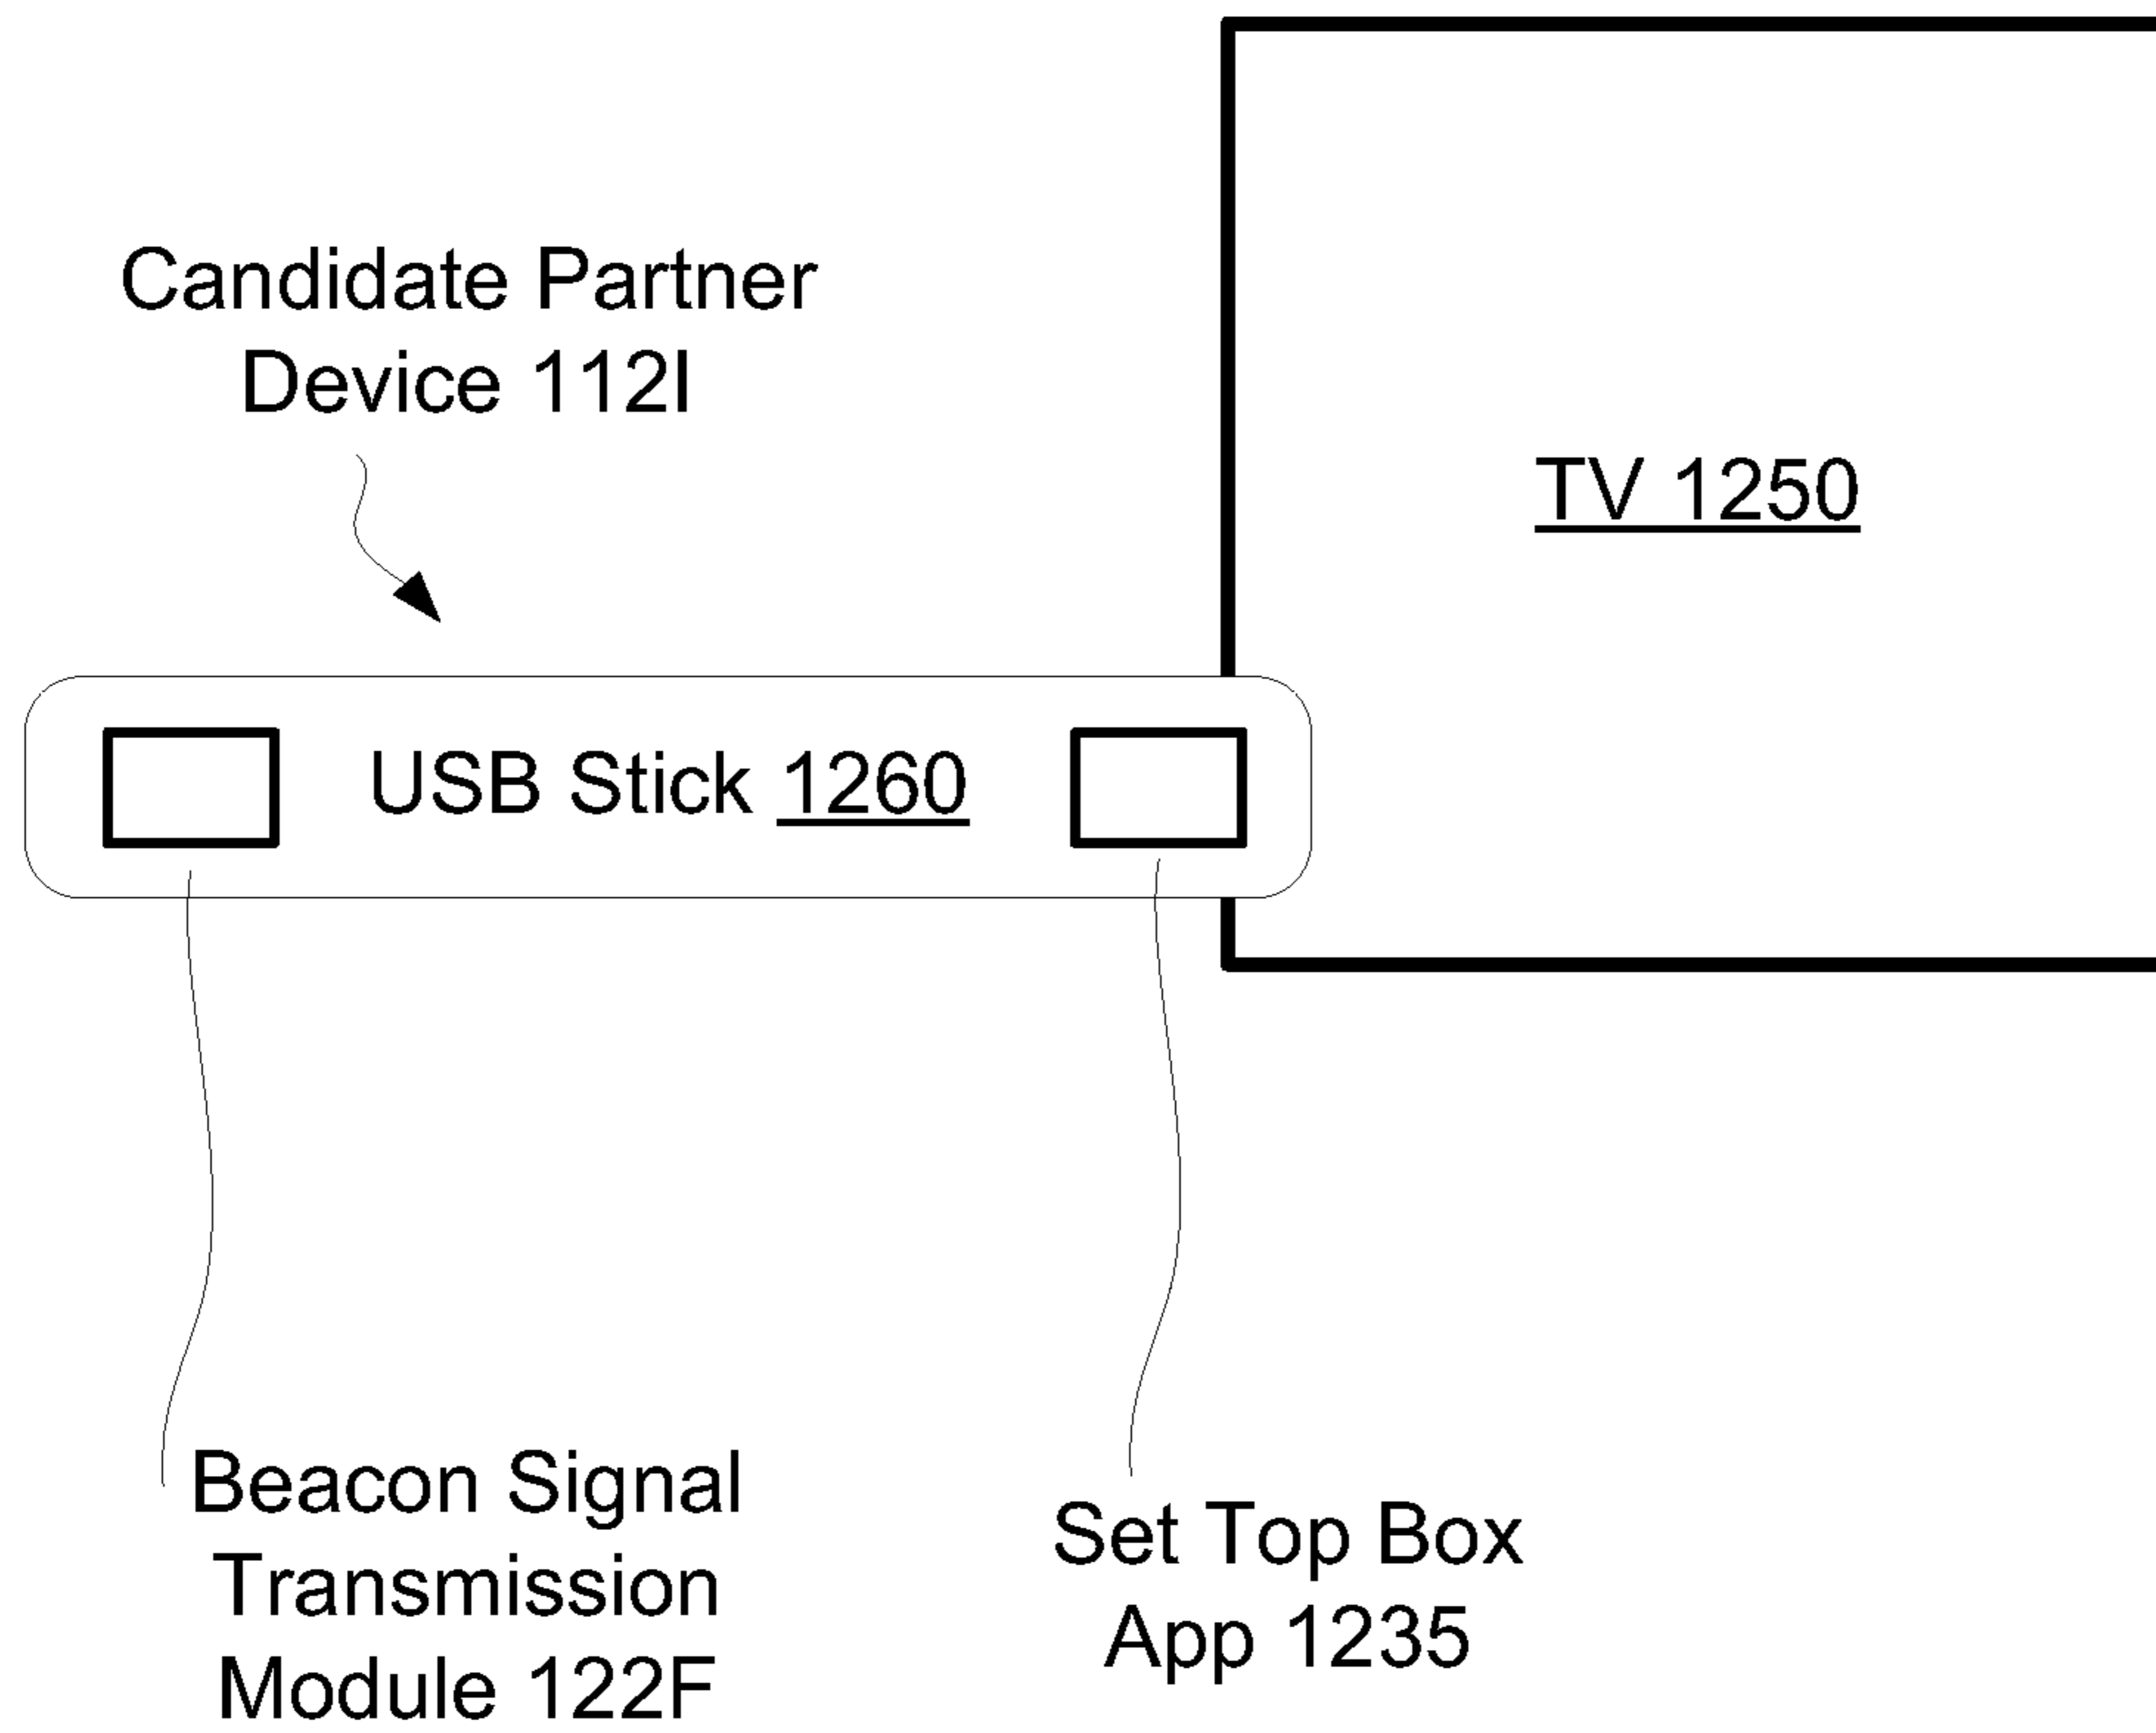 Candidate Partner
Device 112I
TV 1250
USB Stick 1260
Beacon Signal
Transmission
Module 122F
Set Top Box
App 1235